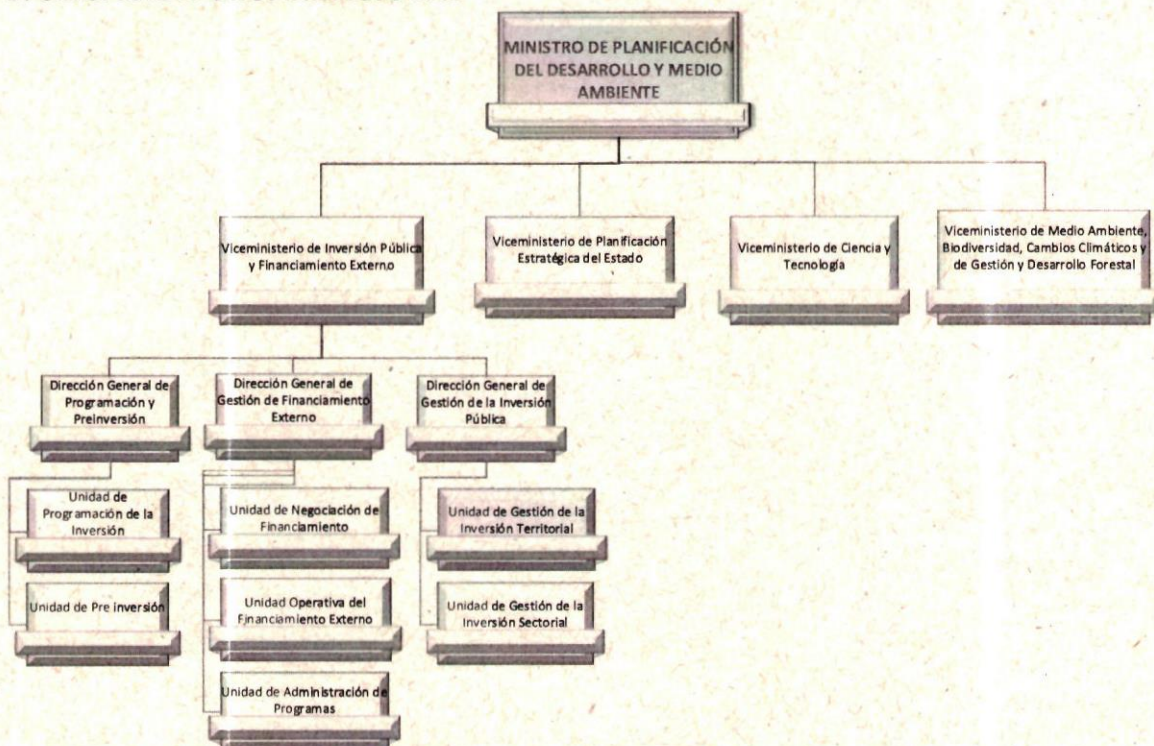 MINISTRO DE PLANIFICACIÓN
DEL DESARROLLO Y MEDIO
AMBIENTE
Viceministerio de Inversión Pública
y Financiamiento Externo
Viceministerio de Planificación
Estratégica del Estado
Viceministerio de Ciencia y
Tecnología
Viceministerio de Medio Ambiente,
Biodiversidad, Cambios Climáticos y
de Gestión y Desarrollo Forestal
Dirección General de
Programación y
Preinversión
Dirección General de
Gestión de Financiamiento
Externo
Dirección General de
Gestión de la Inversión
Pública
Unidad de
Programación de la
Inversión
Unidad de Negociación de
Financiamiento
Unidad de Gestión de la
Inversión Territorial
Unidad de Pre inversión
Unidad Operativa del
Financiamiento Externo
Unidad de Gestión de la
Inversión Sectorial
Unidad de Administración de
Programas